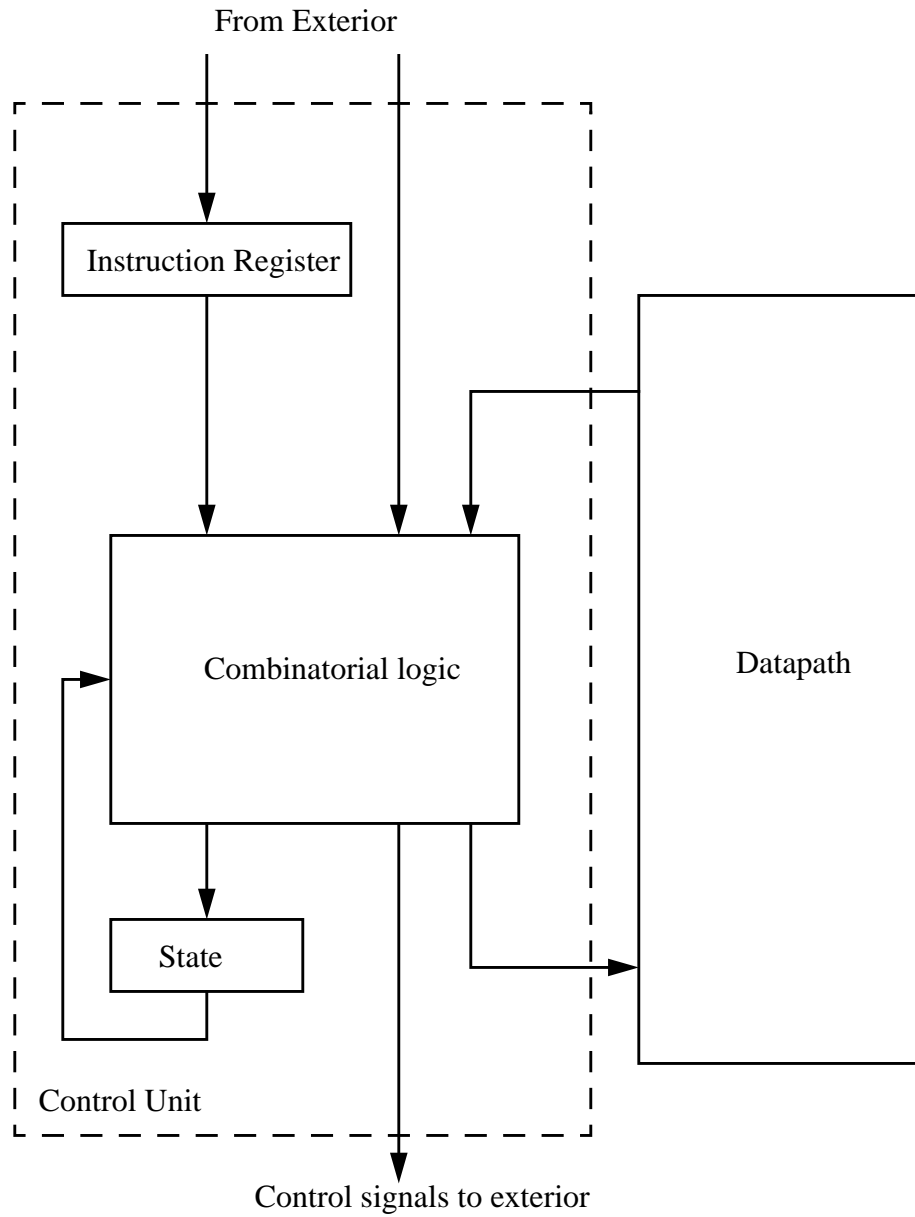 From Exterior
Instruction Register
Combinatorial logic
Datapath
State
Control Unit
Control signals to exterior